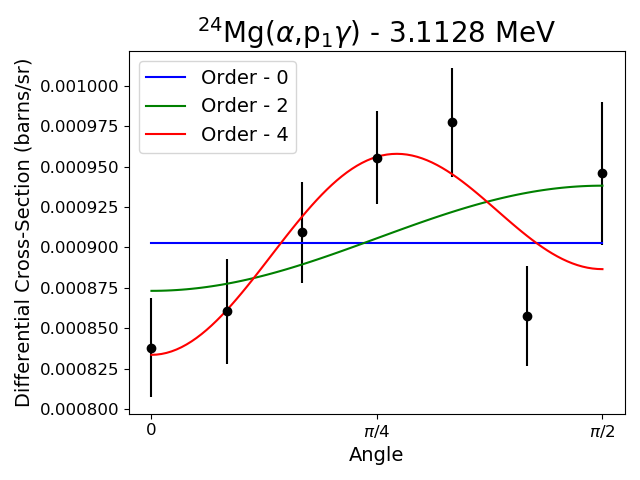 ²⁴Mg(α,p₁γ) - 3.1128 MeV
Order - 0
Order - 2
Order - 4
Differential Cross-Section (barns/sr)
0.001000
0.000975
0.000950
0.000925
0.000900
0.000875
0.000850
0.000825
0.000800
0
π/4
π/2
Angle